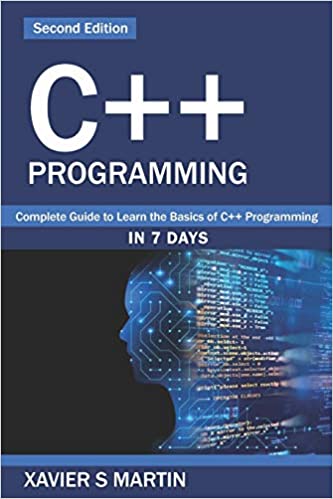 Second Edition
C++
PROGRAMMING
Complete Guide to Learn the Basics of C++ Programming
IN 7 DAYS
XAVIER S MARTIN